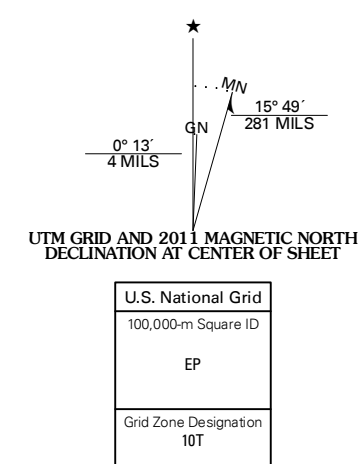 ★
MN
15° 49´
281 MILS
GN
0° 13´
4 MILS
UTM GRID AND 2011 MAGNETIC NORTH
DECLINATION AT CENTER OF SHEET
U.S. National Grid
100,000-m Square ID
EP
Grid Zone Designation
10T